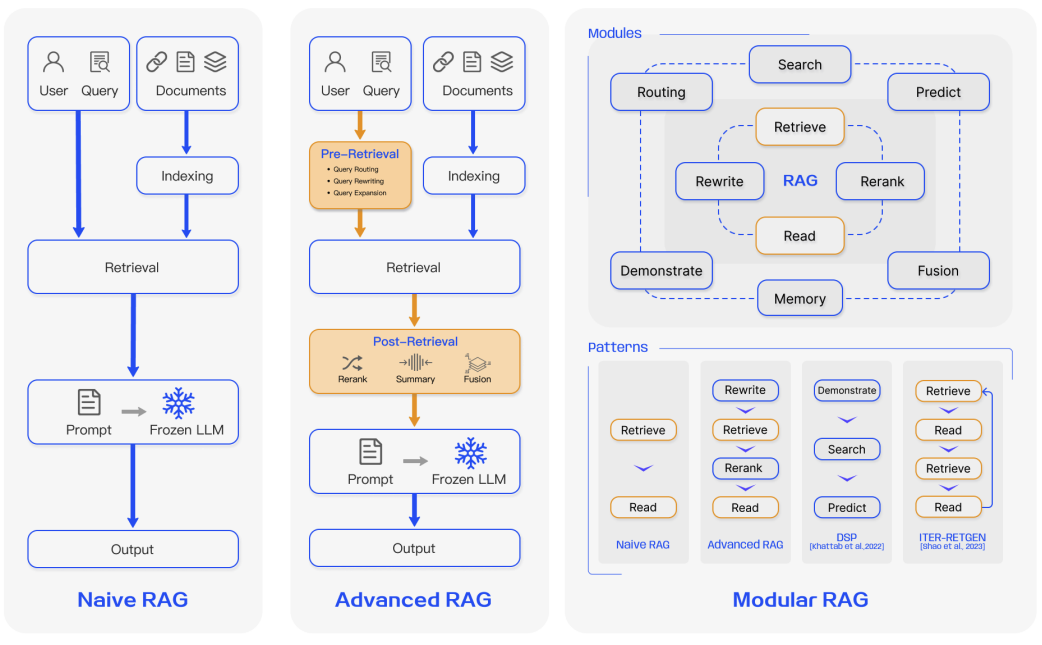 User Query
Documents
Indexing
Retrieval
Prompt
Frozen LLM
Output
Naive RAG
User Query
Documents
Pre-Retrieval
• Query Routing
• Query Rewriting
• Query Expansion
Indexing
Retrieval
Post-Retrieval
Rerank
Summary
Fusion
Prompt
Frozen LLM
Output
Advanced RAG
Modules
Search
Routing
Predict
Retrieve
Rewrite
RAG
Rerank
Read
Demonstrate
Fusion
Memory
Patterns
Retrieve
Read
Naive RAG
Rewrite
Retrieve
Rerank
Read
Advanced RAG
Demonstrate
Search
Predict
DSP
[Khattab et al.,2022]
Retrieve
Read
Retrieve
Read
ITER-RETGEN
[Shao et al., 2023]
Modular RAG